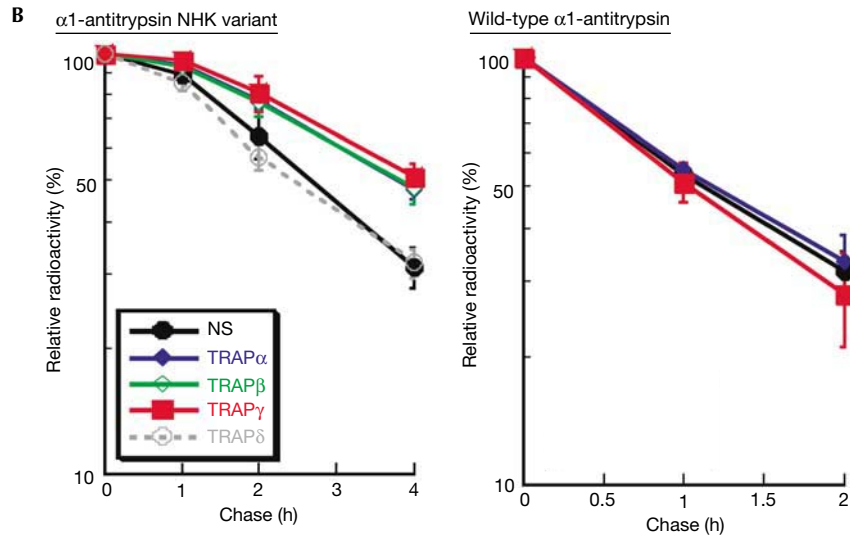 B
α1-antitrypsin NHK variant
Relative radioactivity (%)
100
50
10
NS
TRAPα
TRAPβ
TRAPγ
TRAPδ
0 1 2 3 4
Chase (h)
Wild-type α1-antitrypsin
Relative radioactivity (%)
100
50
10
0 0.5 1 1.5 2
Chase (h)